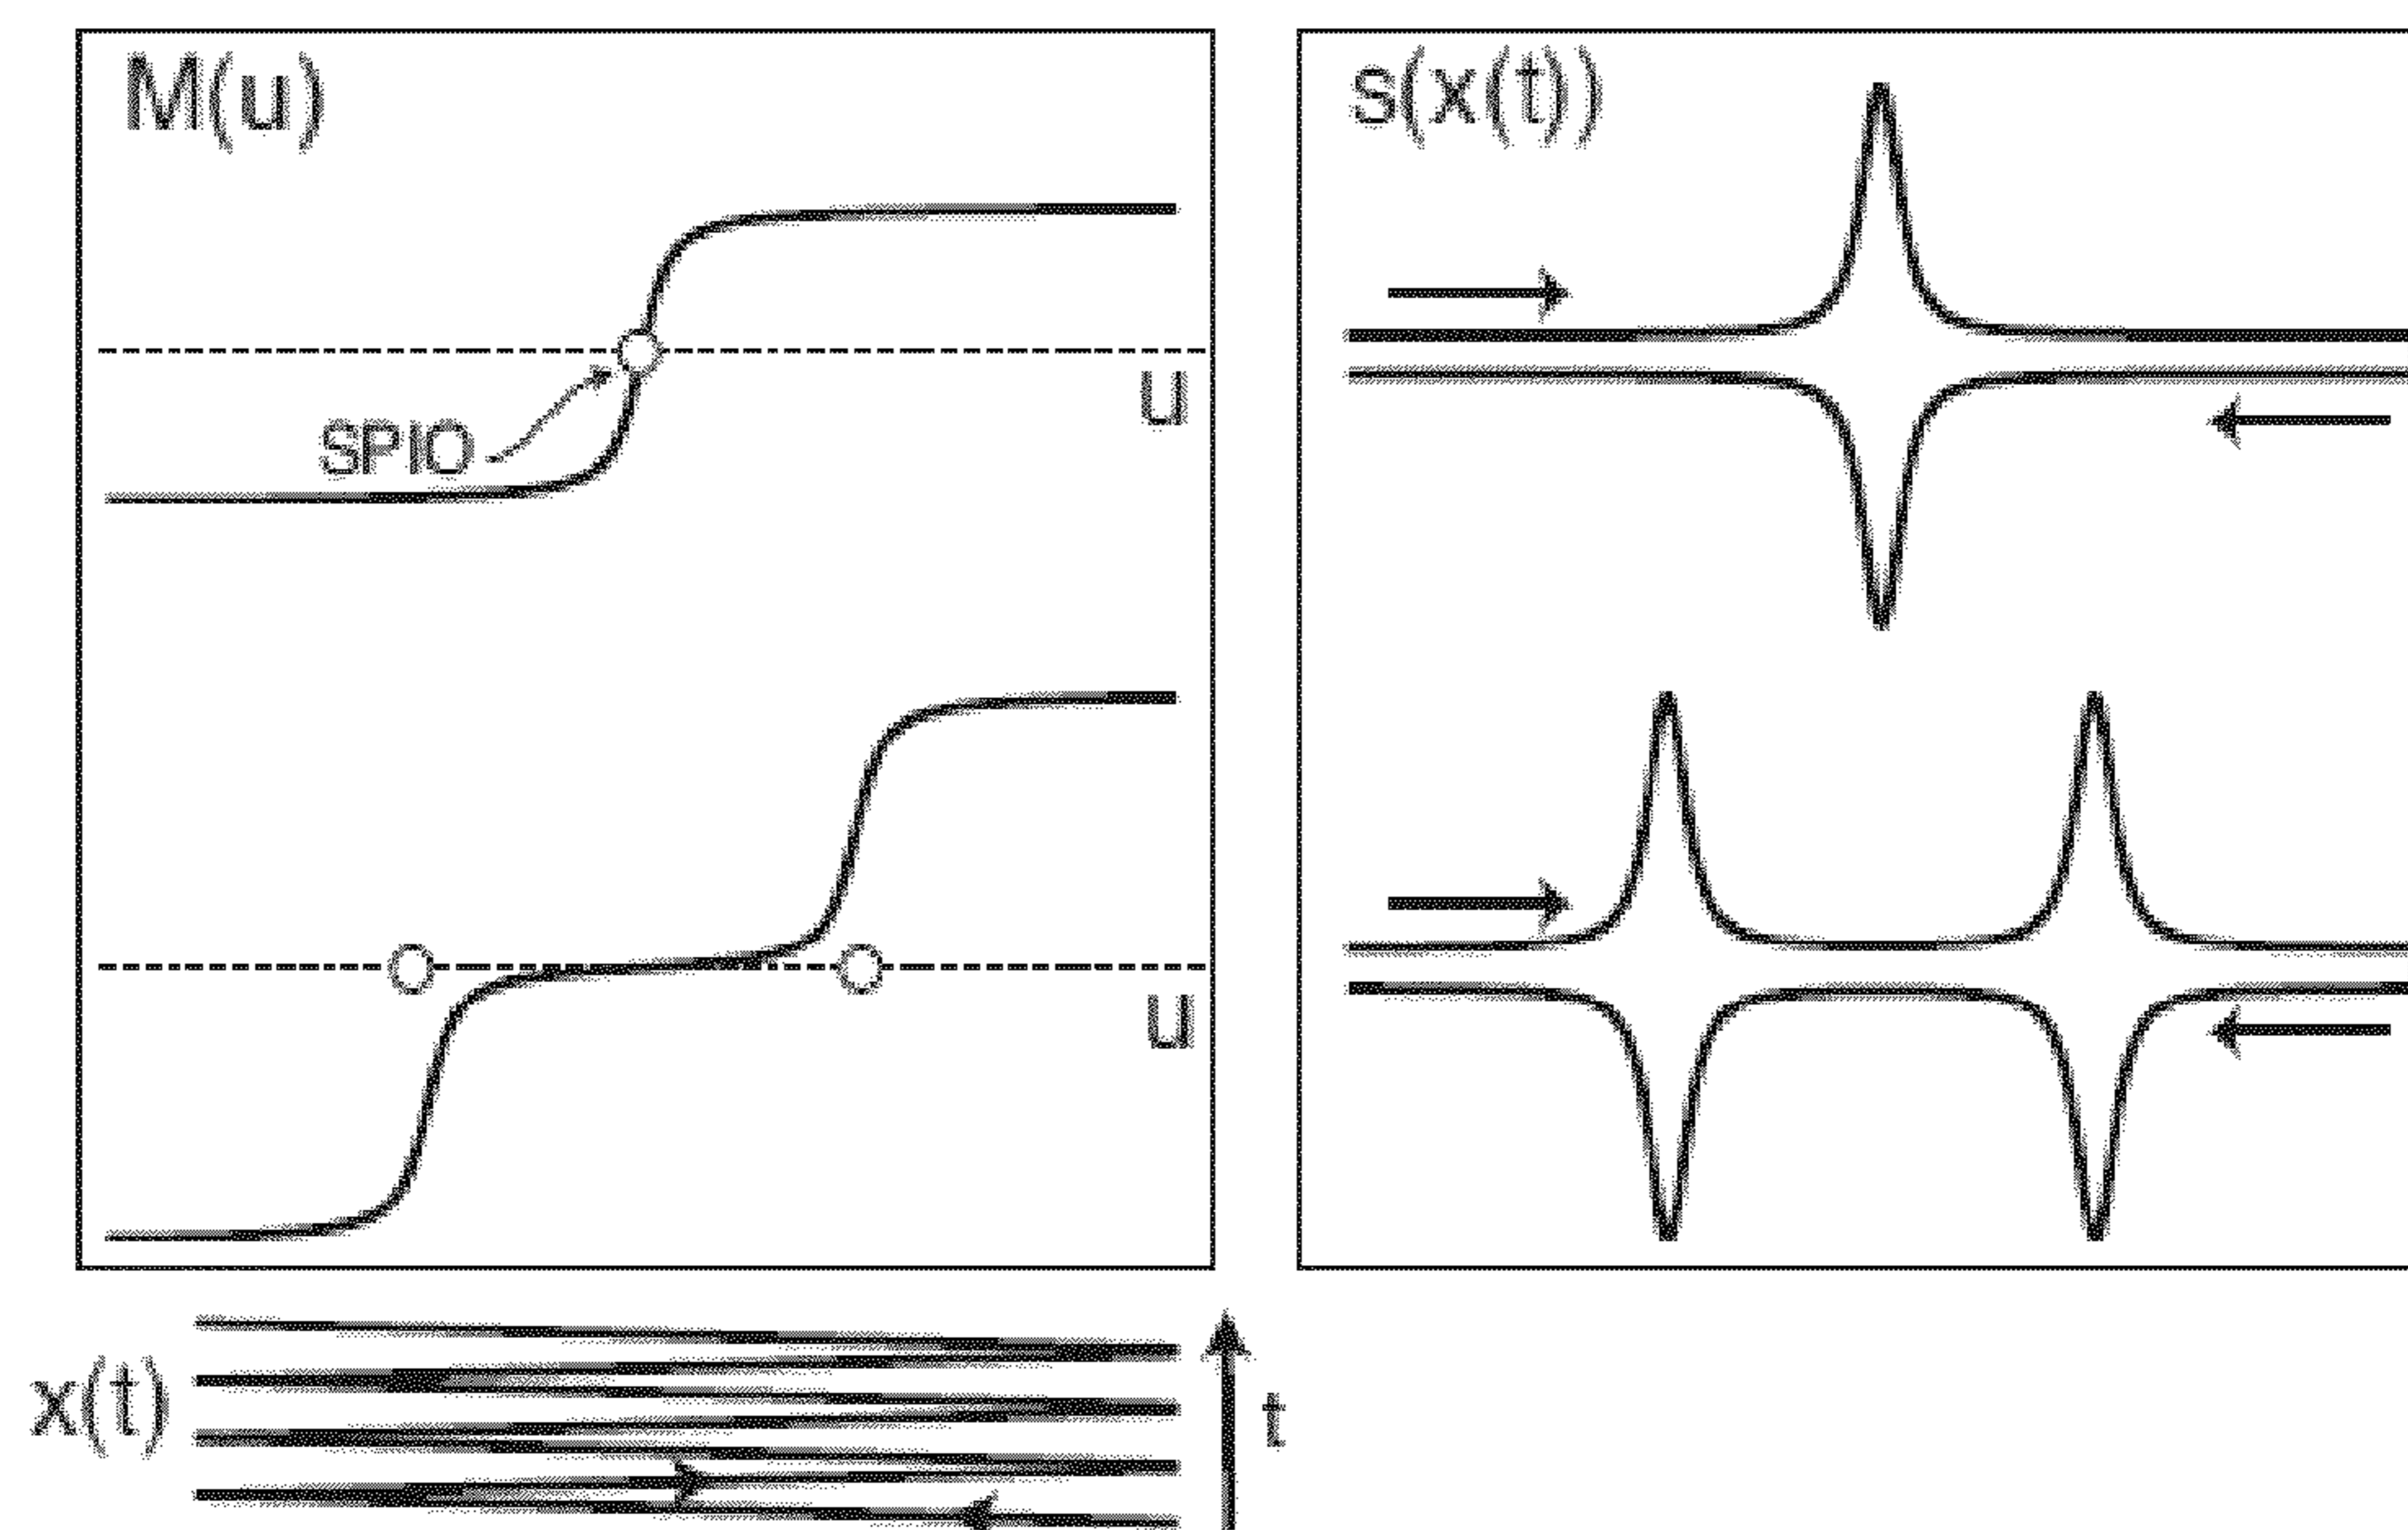 M(u)
s(x(t))
u
SPIO
u
x(t)
t